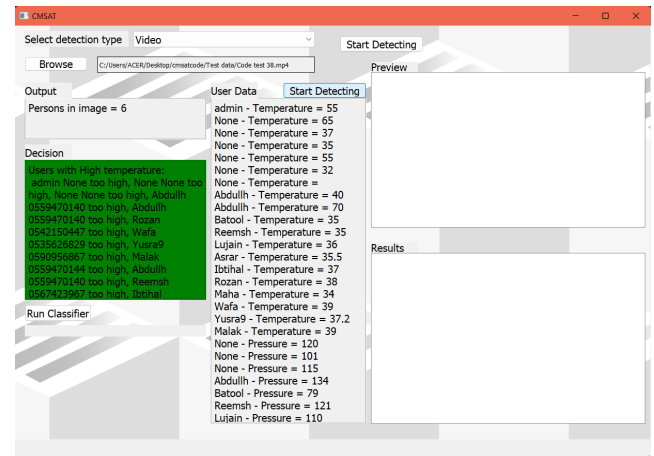 CMSAT
Select detection type Video
Start Detecting
Browse C:/Users/ACER/Desktop/cmsatcode/Test data/Code test 38.mp4
Preview
Output
Persons in image = 6
Decision
Users with High temperature:
admin None too high, None None too
high, None None too high, Abdullh
0559470140 too high, Abdullh
0559470140 too high, Rozan
0542150447 too high, Wafa
0535626829 too high, Yusra9
0590956867 too high, Malak
0559470144 too high, Abdullh
0559470140 too high, Reemsh
0567423967 too high, Ibtihal
Run Classifier
User Data Start Detecting
admin - Temperature = 55
None - Temperature = 65
None - Temperature = 37
None - Temperature = 35
None - Temperature = 55
None - Temperature = 32
None - Temperature =
Abdullh - Temperature = 40
Abdullh - Temperature = 70
Batool - Temperature = 35
Reemsh - Temperature = 35
Lujain - Temperature = 36
Asrar - Temperature = 35.5
Ibtihal - Temperature = 37
Rozan - Temperature = 38
Maha - Temperature = 34
Wafa - Temperature = 39
Yusra9 - Temperature = 37.2
Malak - Temperature = 39
None - Pressure = 120
None - Pressure = 101
None - Pressure = 115
Abdullh - Pressure = 134
Batool - Pressure = 79
Reemsh - Pressure = 121
Lujain - Pressure = 110
Results